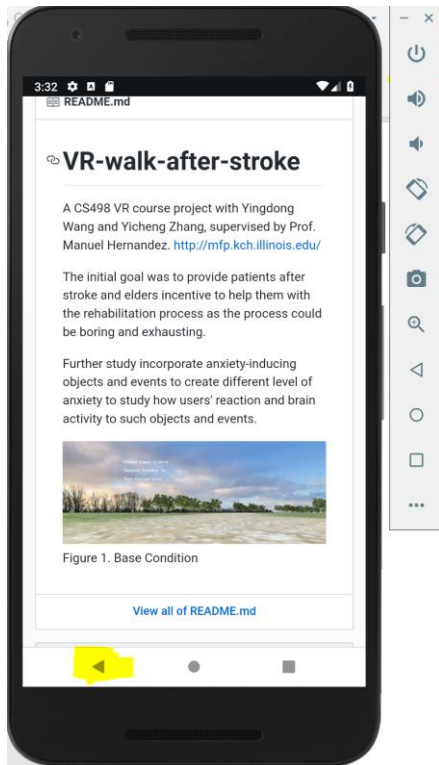 3:32
README.md
VR-walk-after-stroke
A CS498 VR course project with Yingdong
Wang and Yicheng Zhang, supervised by Prof.
Manuel Hernandez. http://mfp.kch.illinois.edu/
The initial goal was to provide patients after
stroke and elders incentive to help them with
the rehabilitation process as the process could
be boring and exhausting.
Further study incorporate anxiety-inducing
objects and events to create different level of
anxiety to study how users' reaction and brain
activity to such objects and events.
Figure 1. Base Condition
View all of README.md